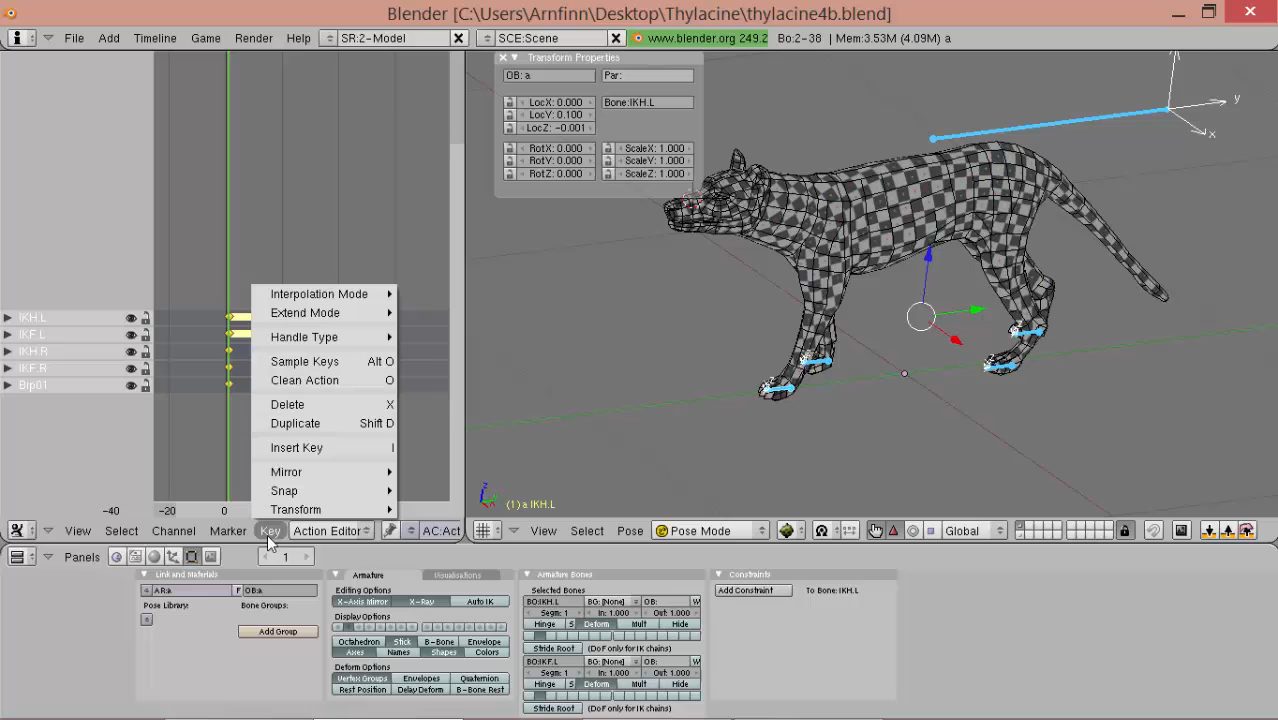 Blender [C:\Users\Arnfinn\Desktop\Thylacine\thylacine4b.blend]
File Add Timeline Game Render Help SR:2-Model SCE:Scene www.blender.org 249.2 Bo:2-38 | Mem:3.53M (4.09M) a
Transform Properties
OB: a Par:
LocX: 0.000 Bone:IKH.L
LocY: 0.100
LocZ: -0.001
RotX: 0.000 ScaleX: 1.000
RotY: 0.000 ScaleY: 1.000
RotZ: 0.000 ScaleZ: 1.000
y
x
IKH.L
IKF.L
IKH.R
IKF.R
Brp01
Interpolation Mode
Extend Mode
Handle Type
Sample Keys Alt O
Clean Action O
Delete X
Duplicate Shift D
Insert Key I
Mirror
Snap
Transform
-40 -20 0
z
(1) a IKH.L
View Select Channel Marker Key Action Editor AC:Act
View Select Pose Pose Mode Global
Panels 1
Link and Materials
AR:a F OB:a
Pose Library: Bone Groups:
Add Group
Armature Visualisations
Editing Options
X-Axis Mirror X-Ray Auto IK
Display Options
Octahedron Stick B-Bone Envelope
Axes Names Shapes Colors
Deform Options
Vertex Groups Envelopes Quaternion
Rest Position Delay Deform B-Bone Rest
Armature Bones
Selected Bones
BO:IKH.L BG: [None] OB: W
Segm: 1 In: 1.000 Out: 1.000
Hinge S Deform Mult Hide
Stride Root (DoF only for IK chains)
BO:IKF.L BG: [None] OB: W
Segm: 1 In: 1.000 Out: 1.000
Hinge S Deform Mult Hide
Stride Root (DoF only for IK chains)
Constraints
Add Constraint To Bone: IKH.L